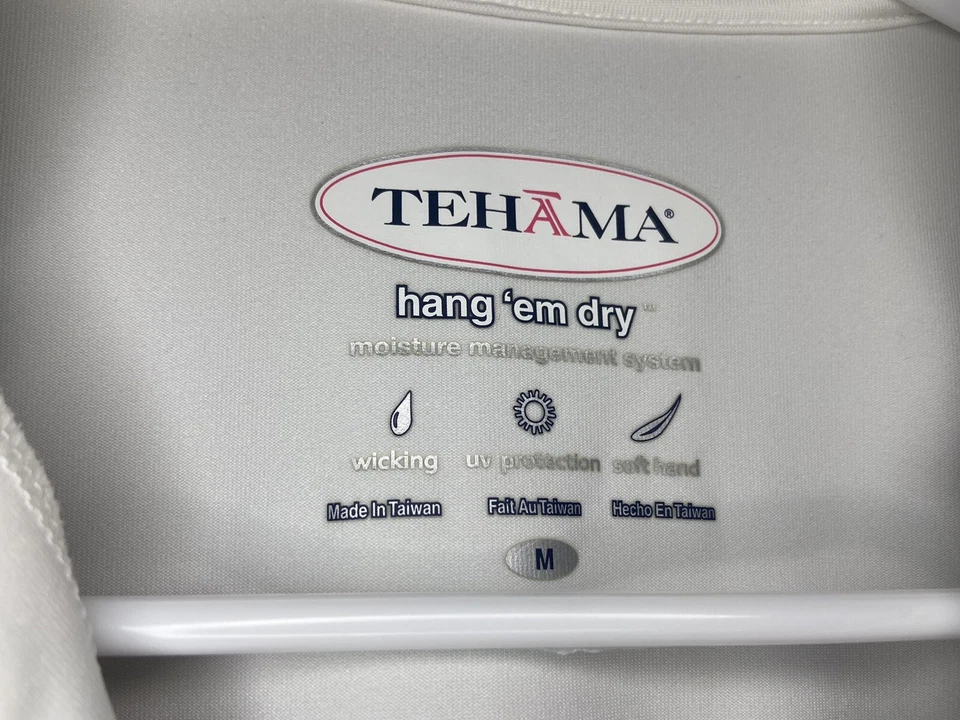 TEHĀMA®
hang 'em dry™
moisture management system
wicking uv protection soft hand
Made In Taiwan Fait Au Taiwan Hecho En Taiwan
M